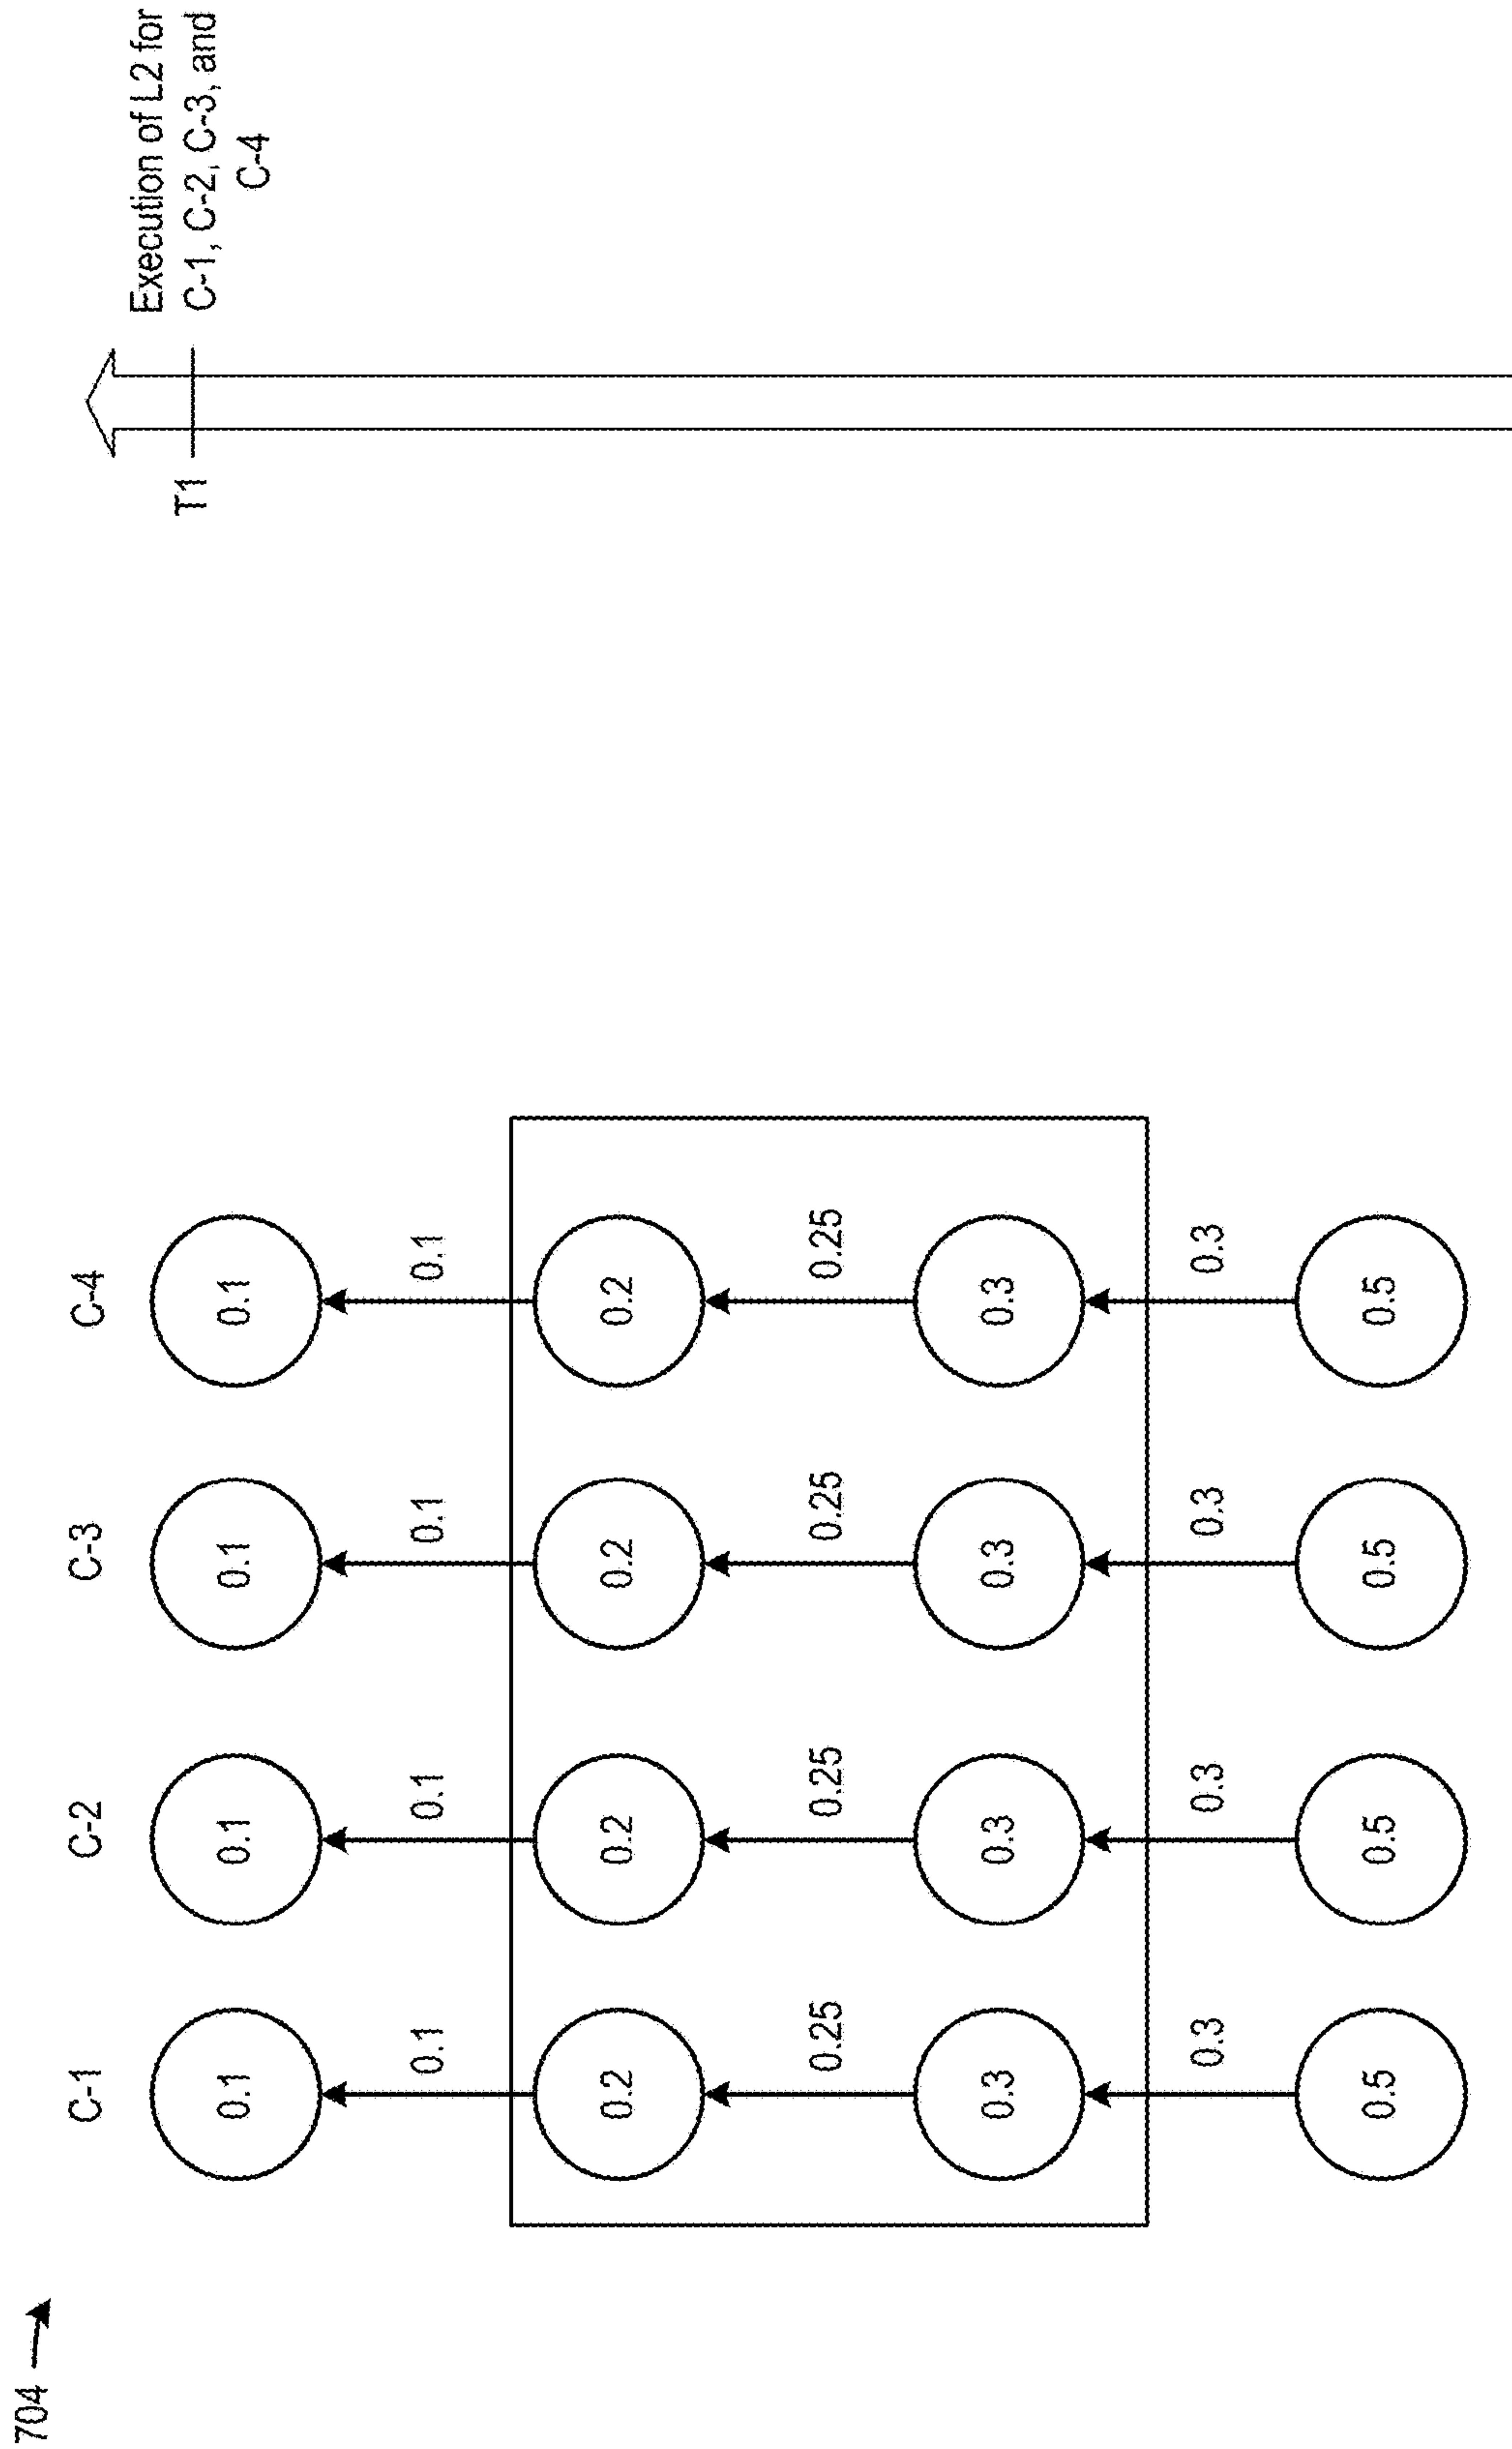 704
C-1 C-2 C-3 C-4
0.1 0.1 0.1 0.1
0.1 0.1 0.1 0.1
0.2 0.2 0.2 0.2
0.25 0.25 0.25 0.25
0.3 0.3 0.3 0.3
0.3 0.3 0.3 0.3
0.5 0.5 0.5 0.5
T1
Execution of L2 for
C-1, C-2, C-3, and
C-4